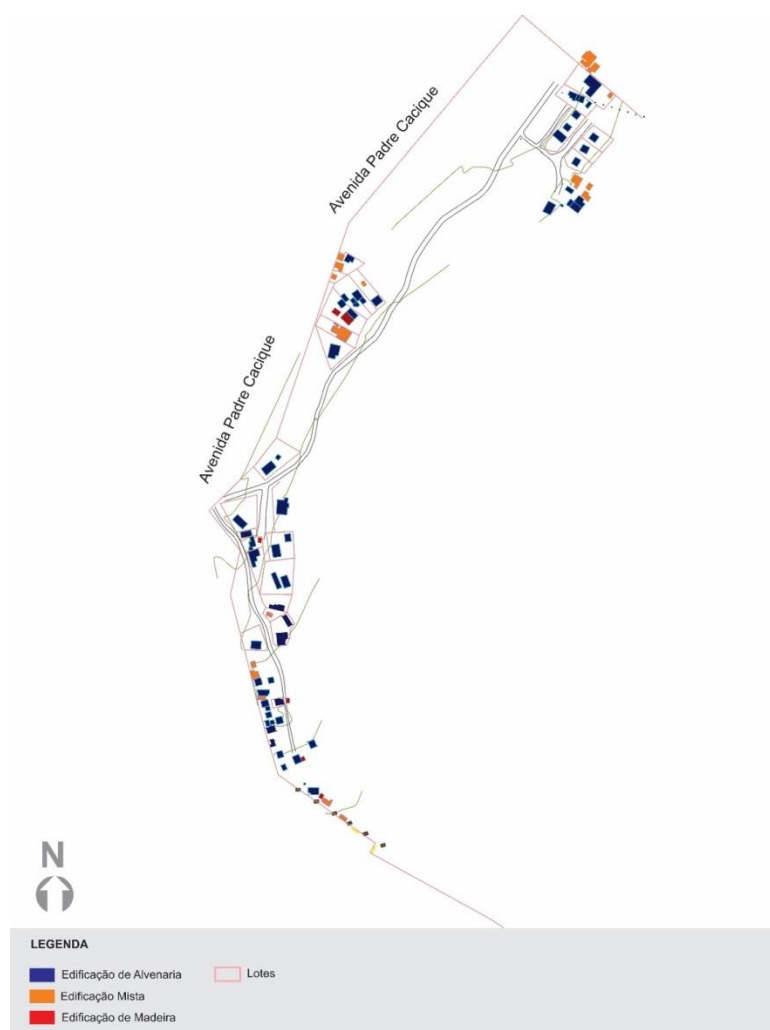 Avenida Padre Cacique
Avenida Padre Cacique
N
LEGENDA
Edificação de Alvenaria
Lotes
Edificação Mista
Edificação de Madeira